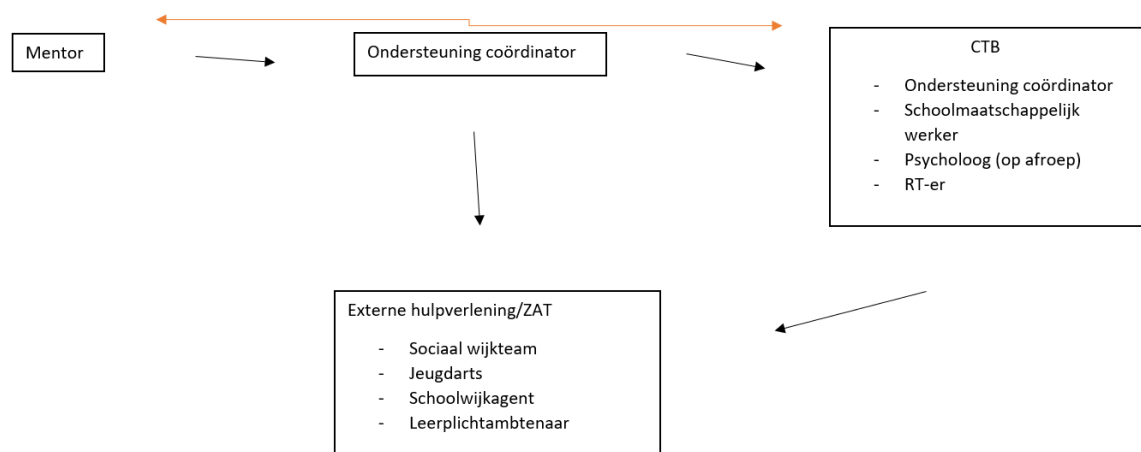 Mentor
Ondersteuning coördinator
CTB
- Ondersteuning coördinator
- Schoolmaatschappelijk
werker
- Psycholoog (op afroep)
- RT-er
Externe hulpverlening/ZAT
- Sociaal wijkteam
- Jeugdarts
- Schoolwijkagent
- Leerplichtambtenaar